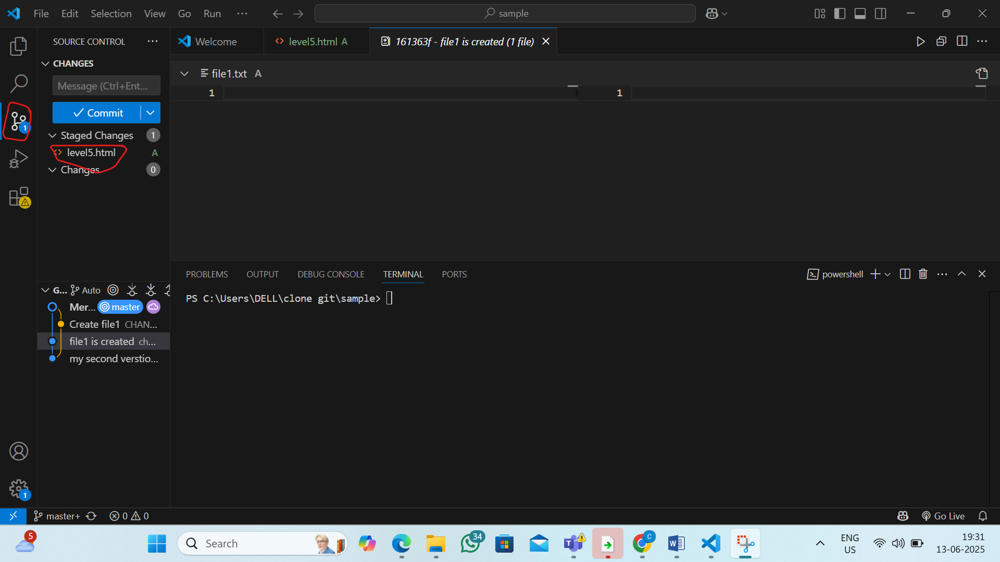 File Edit Selection View Go Run ··· sample
SOURCE CONTROL ···
Welcome
level5.html A
161363f - file1 is created (1 file)
CHANGES
file1.txt A
Message (Ctrl+Ent...
1 1
Commit
1
Staged Changes 1
level5.html A
Changes 0
PROBLEMS OUTPUT DEBUG CONSOLE TERMINAL PORTS
powershell
G... Auto
PS C:\Users\DELL\clone git\sample>
Mer... master
Create file1 CHAN...
file1 is created ch...
my second verstio...
1
master+ 0 0
Go Live
5
Search
34
T
C
W
ENG
US
19:31
13-06-2025